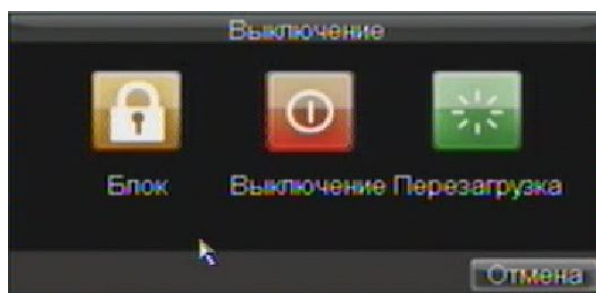 Выключение
Блок Выключение Перезагрузка
Отмена